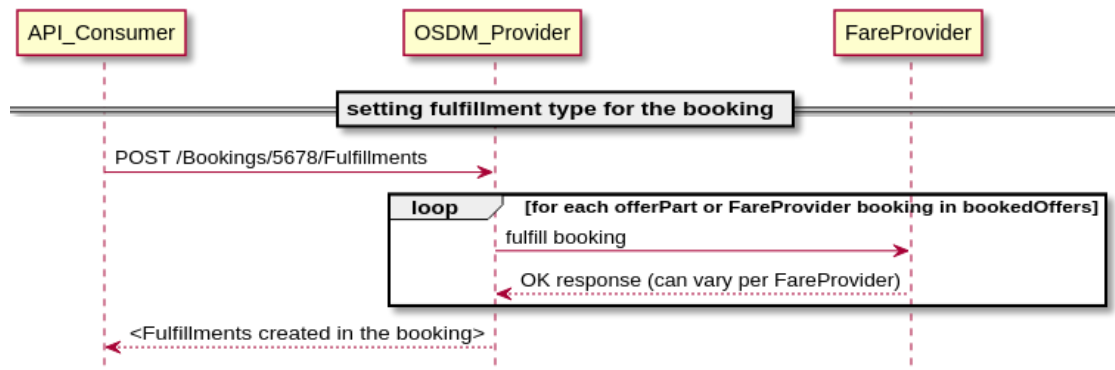 API_Consumer OSDM_Provider FareProvider
setting fulfillment type for the booking
POST /Bookings/5678/Fulfillments
loop [for each offerPart or FareProvider booking in bookedOffers]
fulfill booking
OK response (can vary per FareProvider)
<Fulfillments created in the booking>